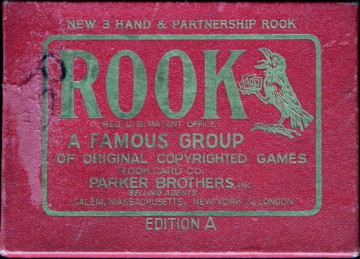 NEW 3 HAND & PARTNERSHIP ROOK
ROOK
REG. U.S. PATENT OFFICE
A FAMOUS GROUP
OF ORIGINAL COPYRIGHTED GAMES
ROOK CARD CO.
PARKER BROTHERS, INC
SELLING AGENTS
SALEM, MASSACHUSETTS, NEW YORK & LONDON
EDITION A